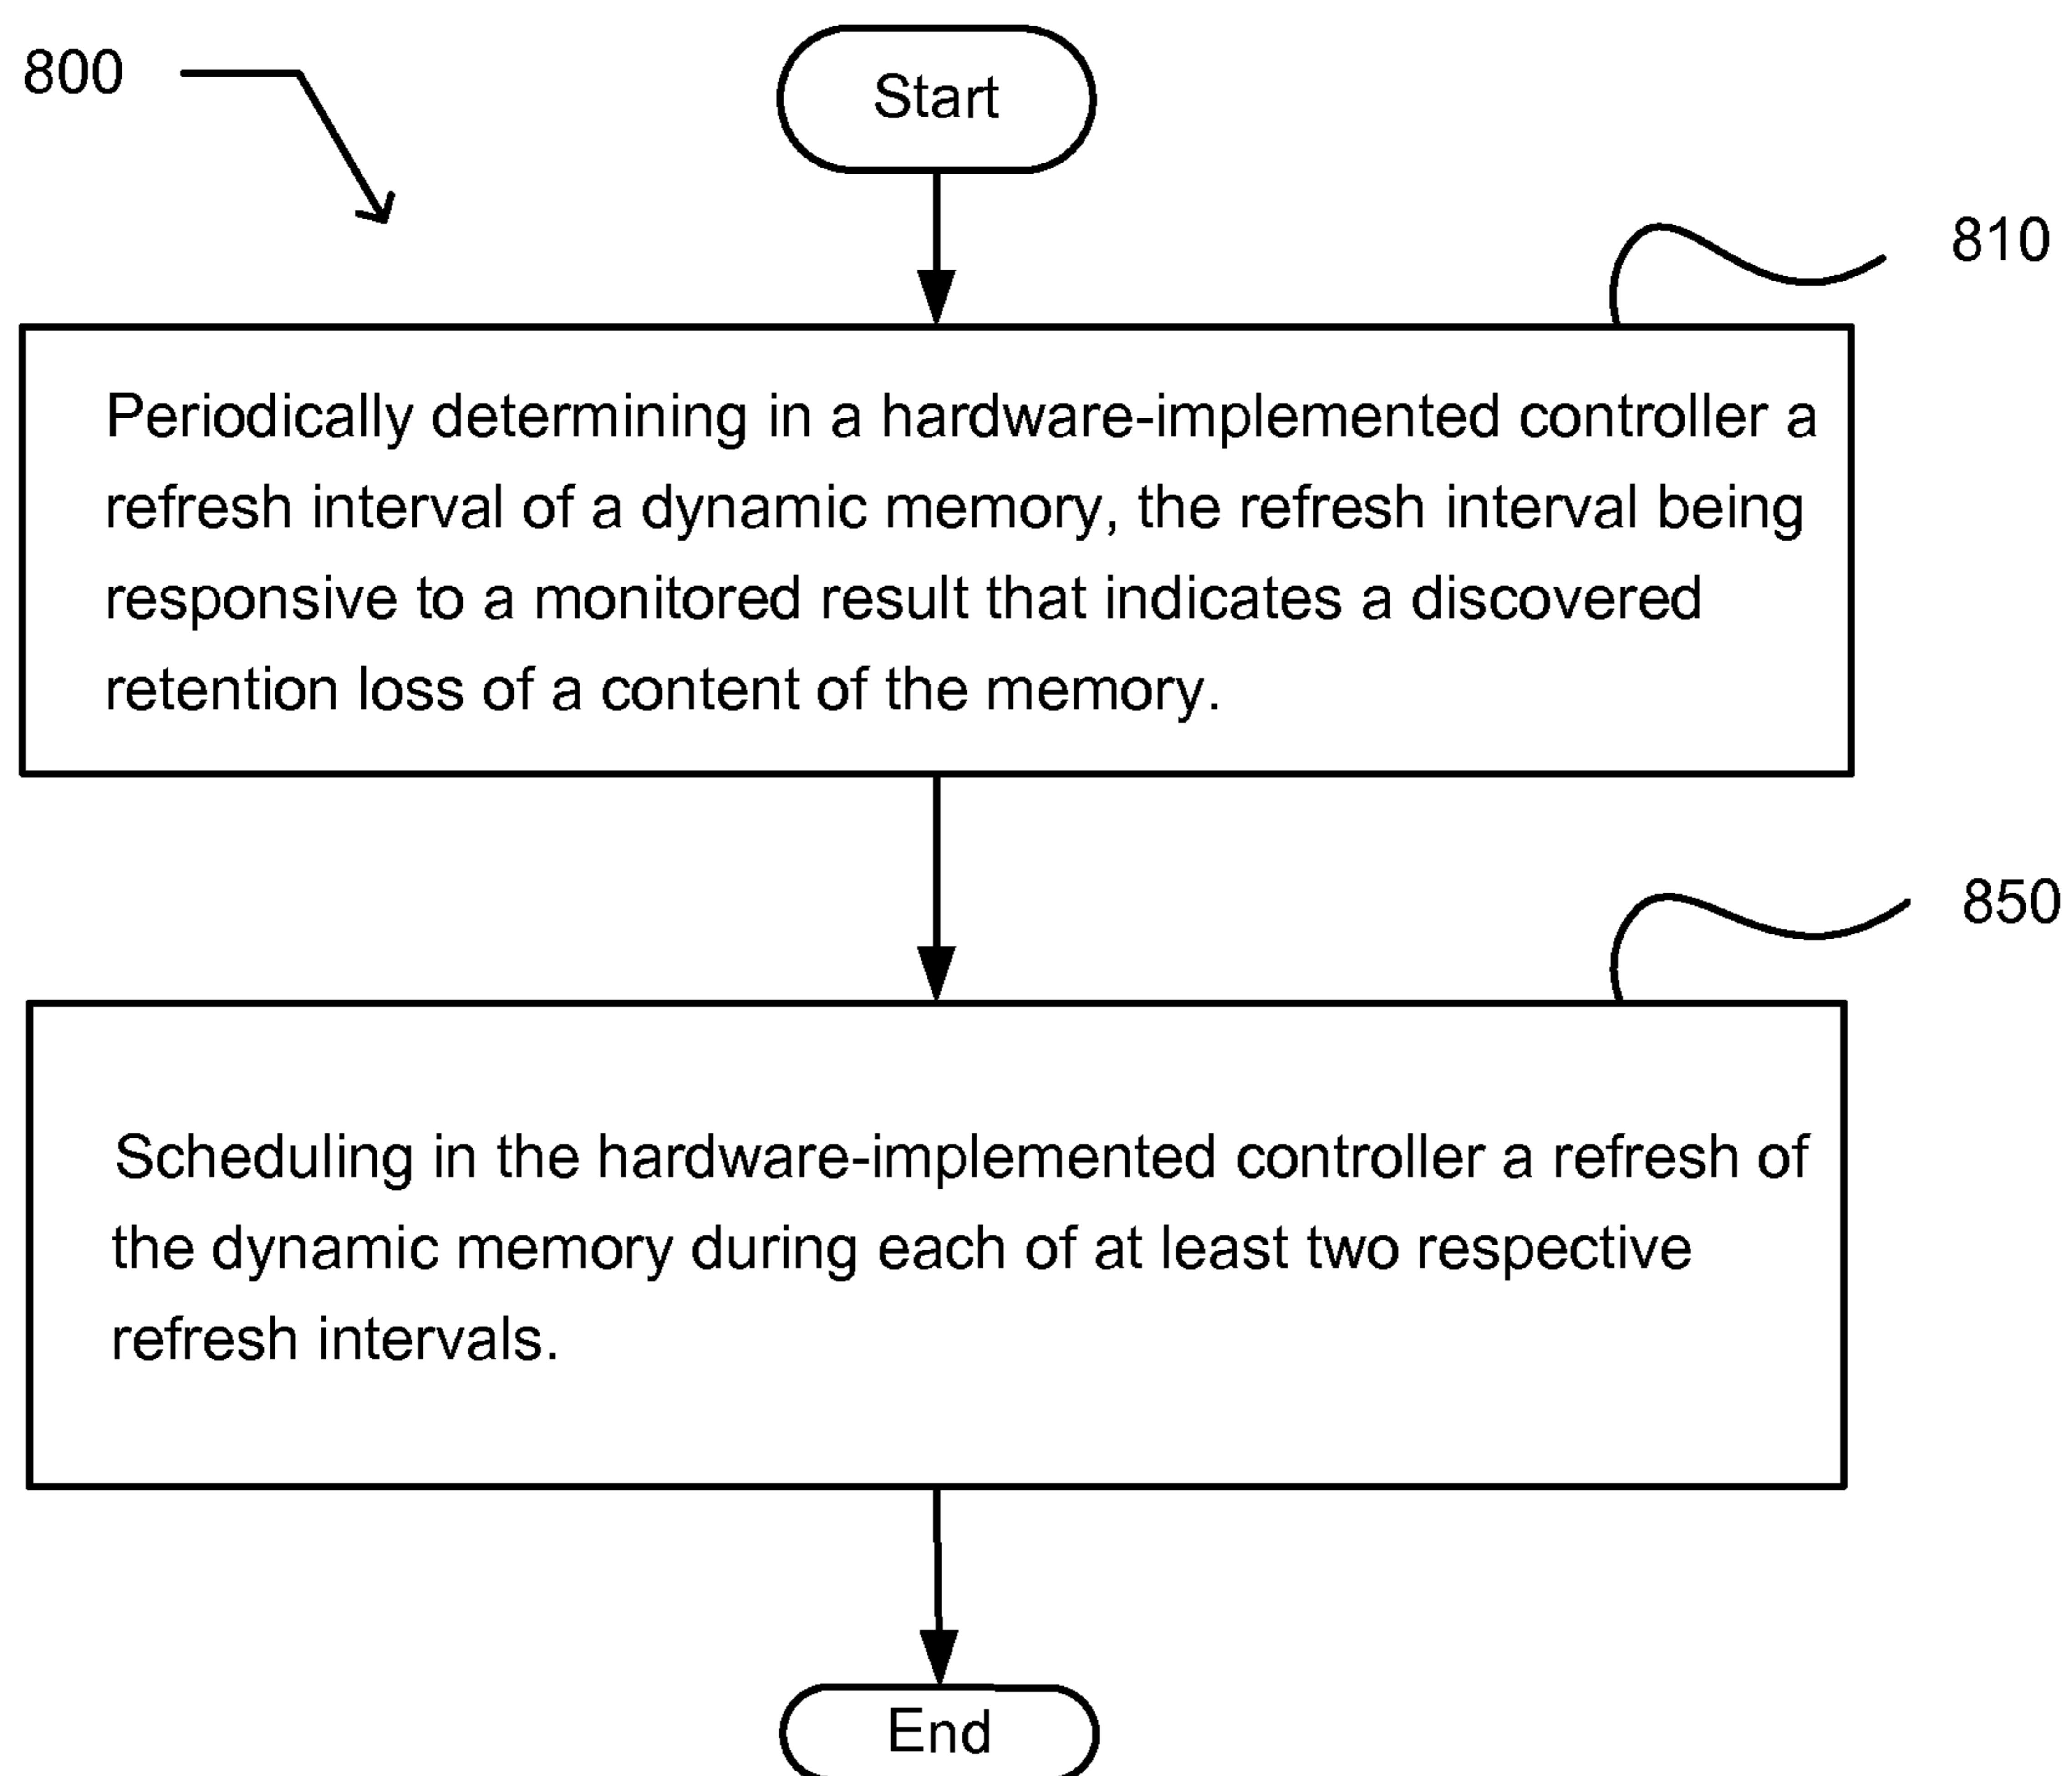 800
Start
810
Periodically determining in a hardware-implemented controller a
refresh interval of a dynamic memory, the refresh interval being
responsive to a monitored result that indicates a discovered
retention loss of a content of the memory.
850
Scheduling in the hardware-implemented controller a refresh of
the dynamic memory during each of at least two respective
refresh intervals.
End